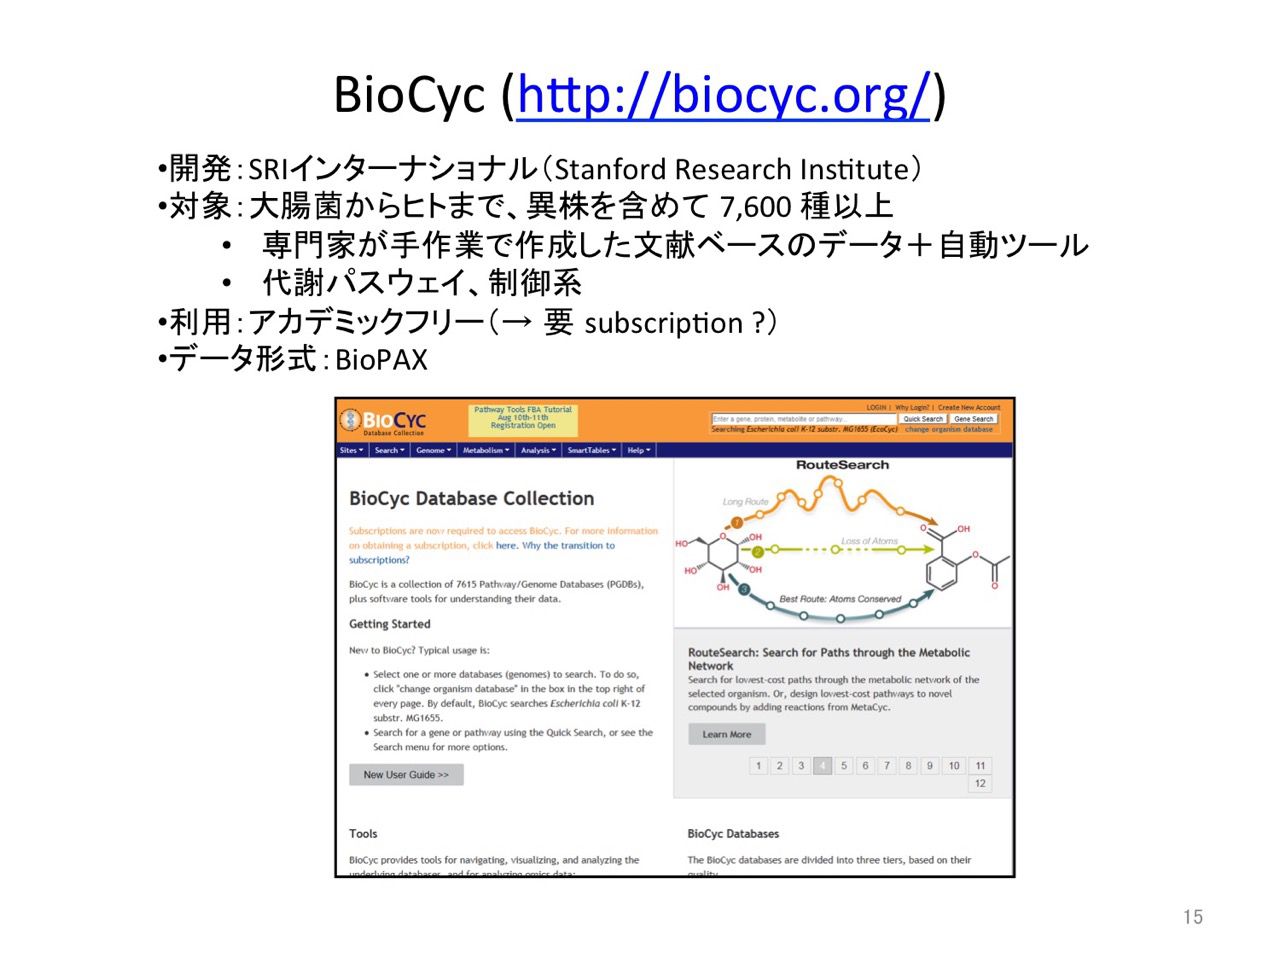 BioCyc (http://biocyc.org/)
•開発：SRIインターナショナル（Stanford Research Institute）
•対象：大腸菌からヒトまで、異株を含めて 7,600 種以上
• 専門家が手作業で作成した文献ベースのデータ＋自動ツール
• 代謝パスウェイ、制御系
•利用：アカデミックフリー（→ 要 subscription ?）
•データ形式：BioPAX
BIOCYC
Database Collection
Pathway Tools FBA Tutorial
Aug 10th-11th
Registration Open
LOGIN | Why Login? | Create New Account
Enter a gene, protein, metabolite or pathway...
Quick Search
Gene Search
Searching Escherichia coli K-12 substr. MG1655 (EcoCyc)
change organism database
Sites
Search
Genome
Metabolism
Analysis
SmartTables
Help
BioCyc Database Collection
Subscriptions are now required to access BioCyc. For more information
on obtaining a subscription, click here. Why the transition to
subscriptions?
BioCyc is a collection of 7615 Pathway/Genome Databases (PGDBs),
plus software tools for understanding their data.
Getting Started
New to BioCyc? Typical usage is:
• Select one or more databases (genomes) to search. To do so,
click "change organism database" in the box in the top right of
every page. By default, BioCyc searches Escherichia coli K-12
substr. MG1655.
• Search for a gene or pathway using the Quick Search, or see the
Search menu for more options.
New User Guide >>
RouteSearch
Long Route
1
Loss of Atoms
2
Best Route: Atoms Conserved
3
HO
O
OH
HO
OH
OH
O
OH
O
O
RouteSearch: Search for Paths through the Metabolic
Network
Search for lowest-cost paths through the metabolic network of the
selected organism. Or, design lowest-cost pathways to novel
compounds by adding reactions from MetaCyc.
Learn More
1 2 3 4 5 6 7 8 9 10 11
12
Tools
BioCyc provides tools for navigating, visualizing, and analyzing the
underlying databases, and for analyzing omics data:
BioCyc Databases
The BioCyc databases are divided into three tiers, based on their
quality.
15